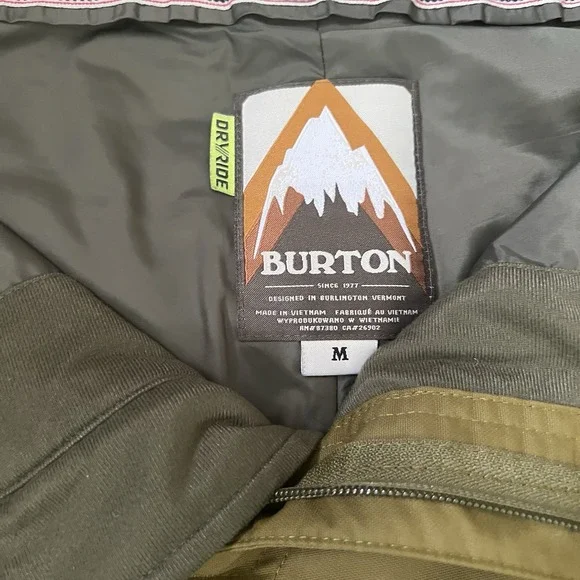 DRYRIDE
BURTON
SINCE 1977
DESIGNED IN BURLINGTON VERMONT
MADE IN VIETNAM FABRIQUÉ AU VIETNAM
WYPRODUKOWANO W WIETNAMIE
RN#87380 CA#26902
M